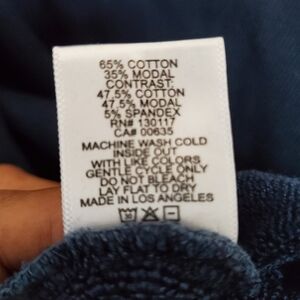 65% COTTON
35% MODAL
CONTRAST:
47.5% COTTON
47.5% MODAL
5% SPANDEX
RN# 130117
CA# 00635
MACHINE WASH COLD
INSIDE OUT
WITH LIKE COLORS
GENTLE CYCLE ONLY
DO NOT BLEACH
LAY FLAT TO DRY
MADE IN LOS ANGELES
30